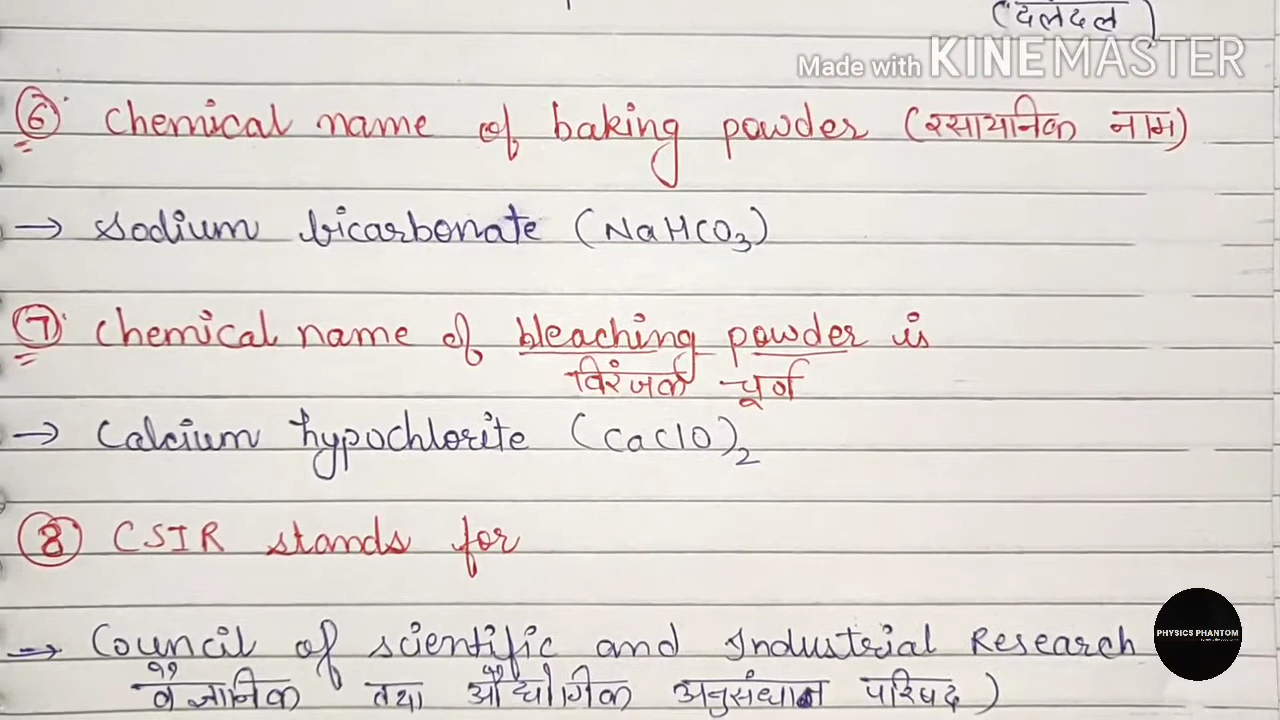 (दलदल)
Made with KINEMASTER
⑥ Chemical name of baking powder (रसायनिक नाम)
→ Sodium bicarbonate (NaHCO₃)
⑦ Chemical name of bleaching powder is
विरंजक चूर्ण
→ Calcium hypochlorite (CaClO)₂
⑧ CSIR stands for
→ Council of scientific and Industrial Research
वैज्ञानिक तथा औद्योगिक अनुसंधान परिषद)
PHYSICS PHANTOM